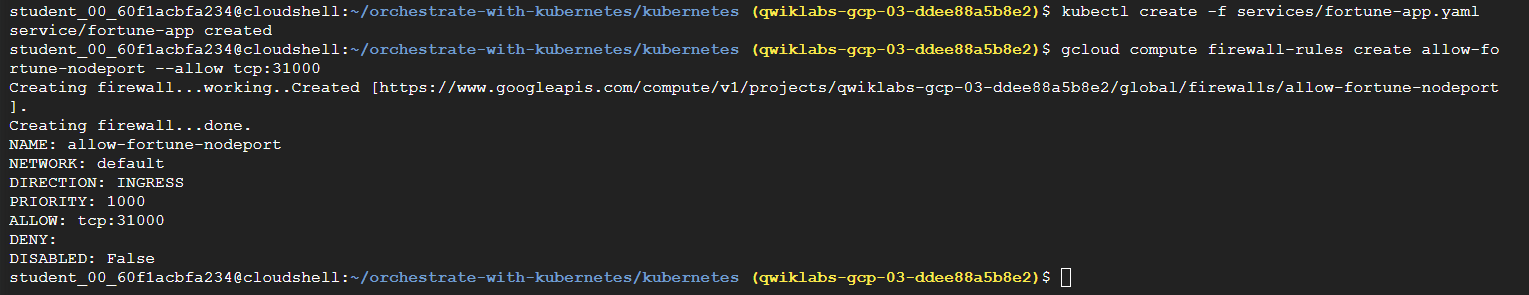 student_00_60f1acbfa234@cloudshell:~/orchestrate-with-kubernetes/kubernetes (qwiklabs-gcp-03-ddee88a5b8e2)$ kubectl create -f services/fortune-app.yaml
service/fortune-app created
student_00_60f1acbfa234@cloudshell:~/orchestrate-with-kubernetes/kubernetes (qwiklabs-gcp-03-ddee88a5b8e2)$ gcloud compute firewall-rules create allow-fo
rtune-nodeport --allow tcp:31000
Creating firewall...working..Created [https://www.googleapis.com/compute/v1/projects/qwiklabs-gcp-03-ddee88a5b8e2/global/firewalls/allow-fortune-nodeport
].
Creating firewall...done.
NAME: allow-fortune-nodeport
NETWORK: default
DIRECTION: INGRESS
PRIORITY: 1000
ALLOW: tcp:31000
DENY:
DISABLED: False
student_00_60f1acbfa234@cloudshell:~/orchestrate-with-kubernetes/kubernetes (qwiklabs-gcp-03-ddee88a5b8e2)$